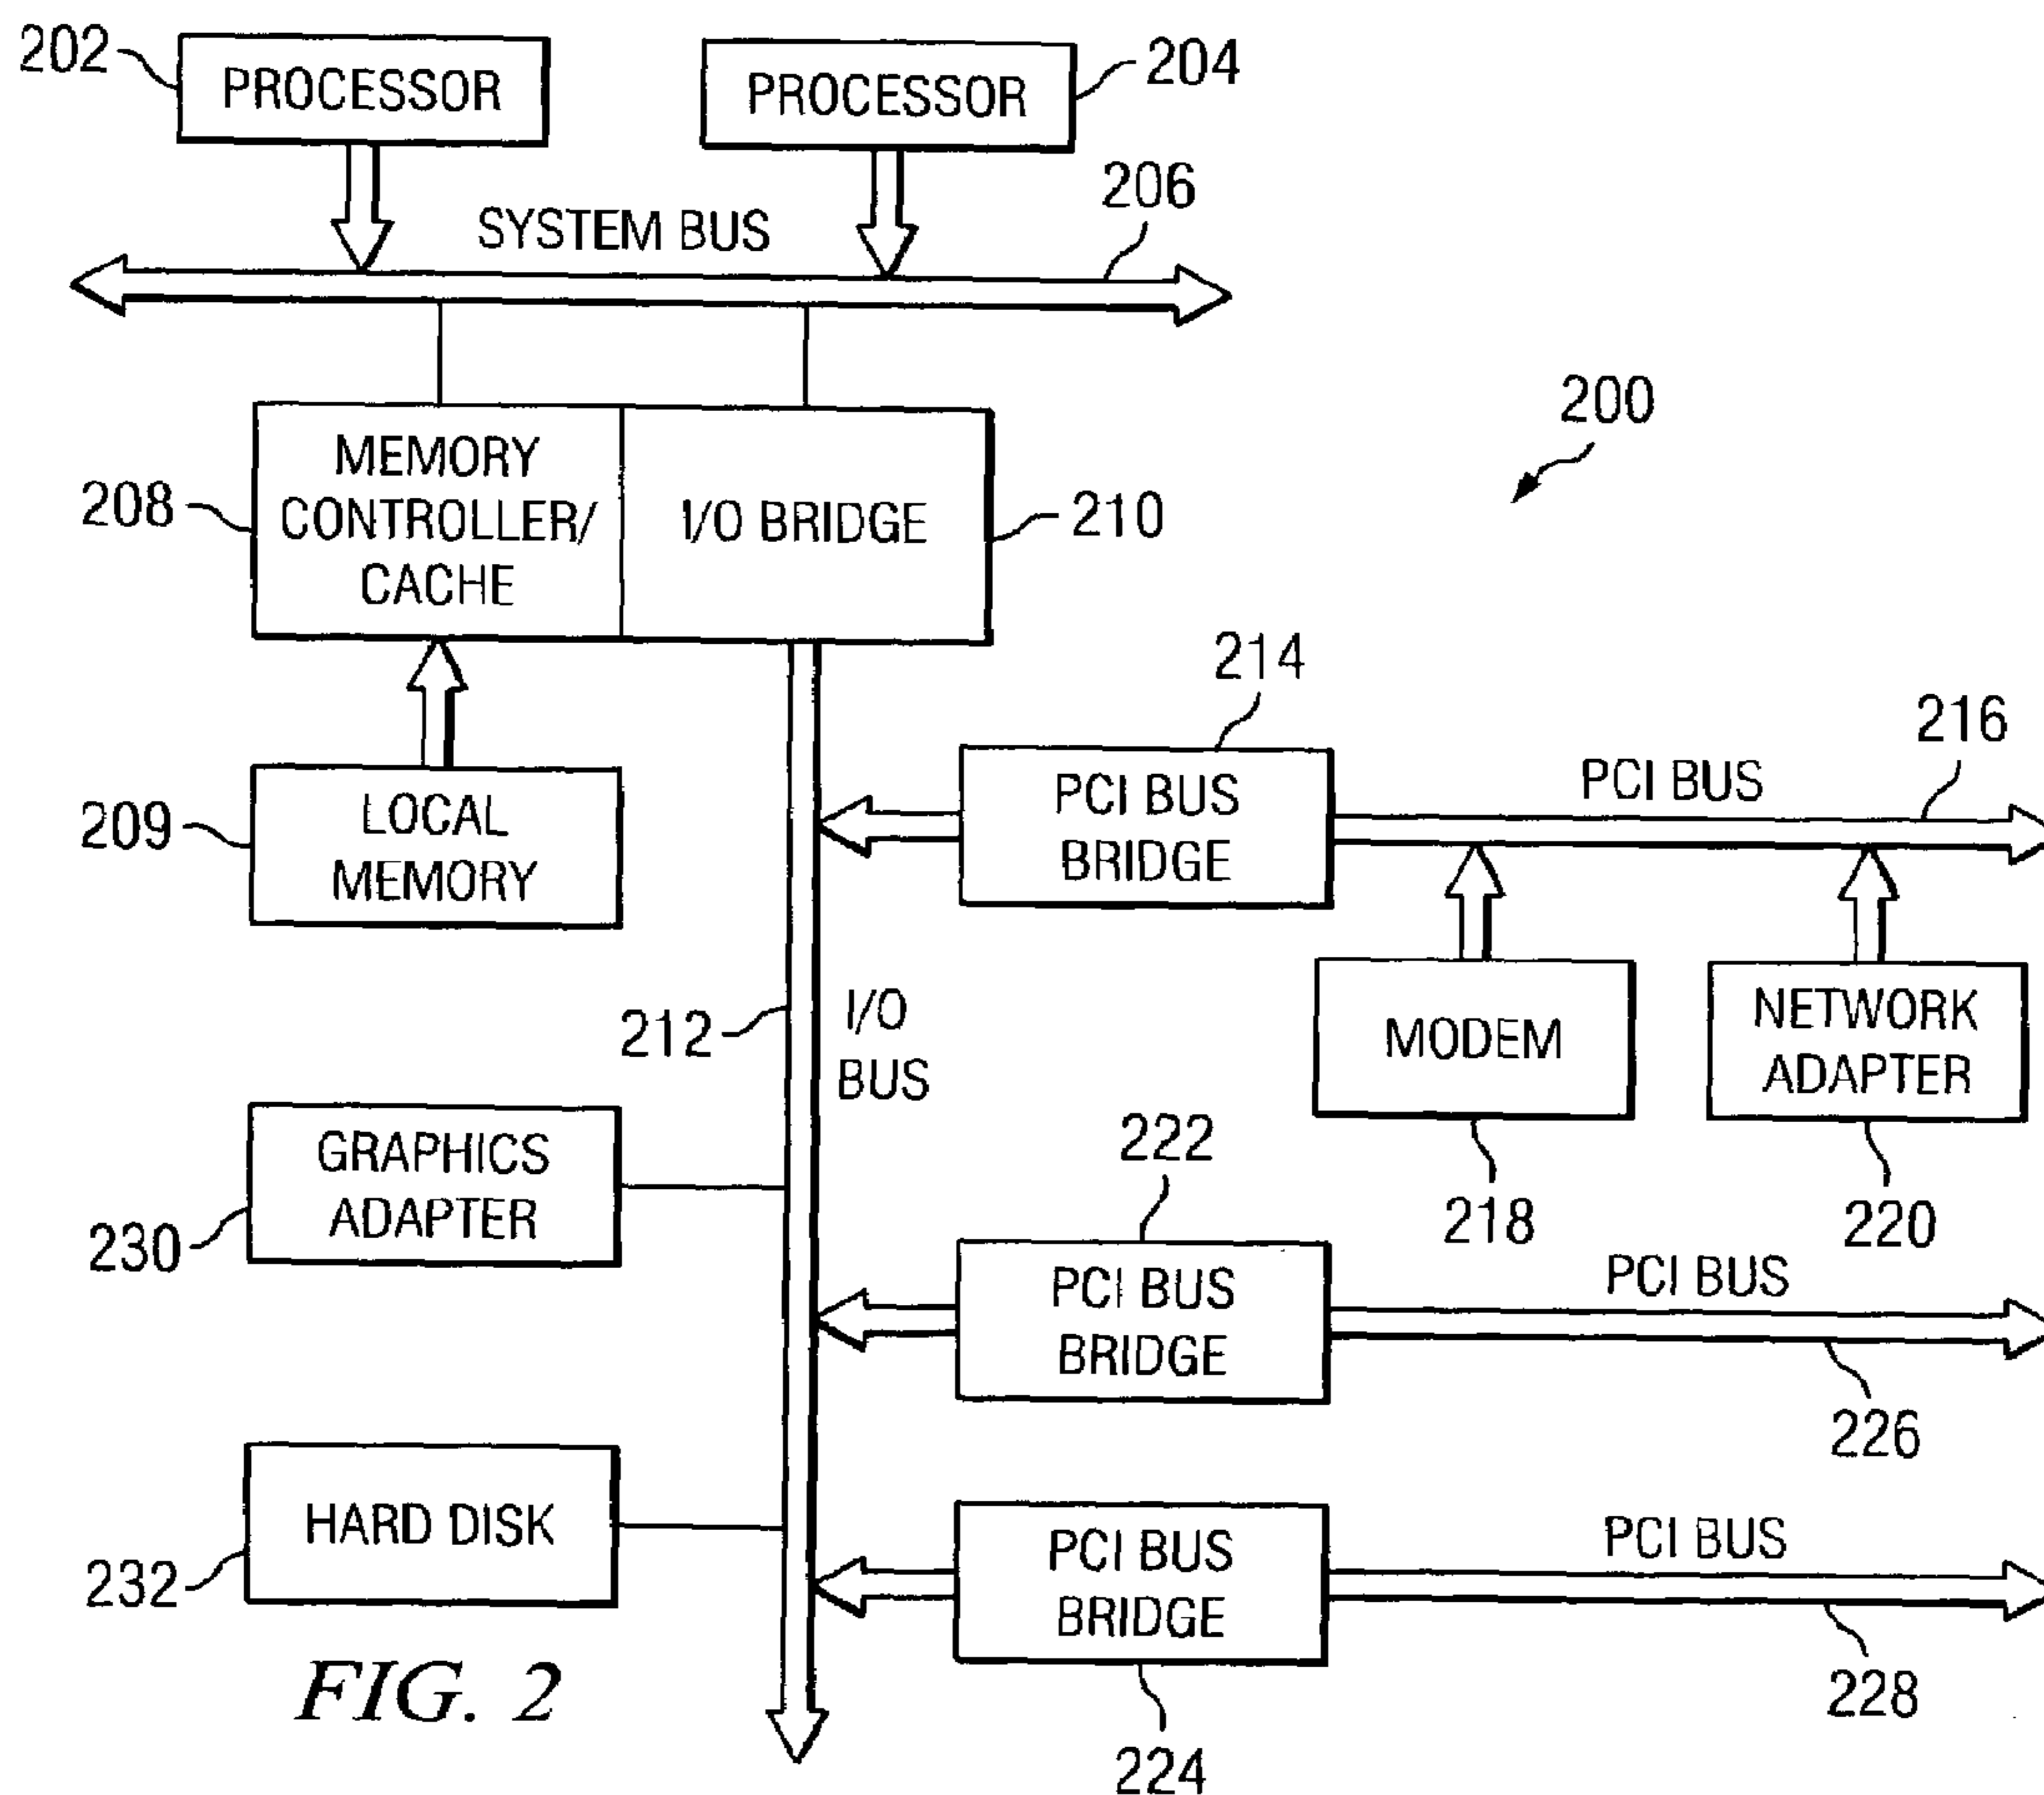 202
PROCESSOR
PROCESSOR
204
206
SYSTEM BUS
200
208
MEMORY
CONTROLLER/
CACHE
I/O BRIDGE
210
214
216
PCI BUS
PCI BUS
BRIDGE
209
LOCAL
MEMORY
212
I/O
BUS
MODEM
NETWORK
ADAPTER
218
220
222
230
GRAPHICS
ADAPTER
PCI BUS
BRIDGE
PCI BUS
226
232
HARD DISK
PCI BUS
BRIDGE
PCI BUS
228
224
FIG. 2